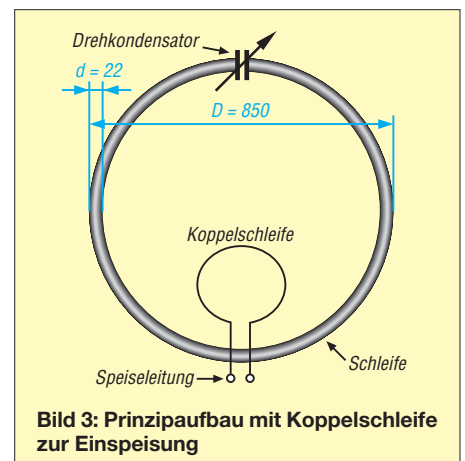 Drehkondensator
d = 22
D = 850
Koppelschleife
Schleife
Speiseleitung
Bild 3: Prinzipaufbau mit Koppelschleife
zur Einspeisung